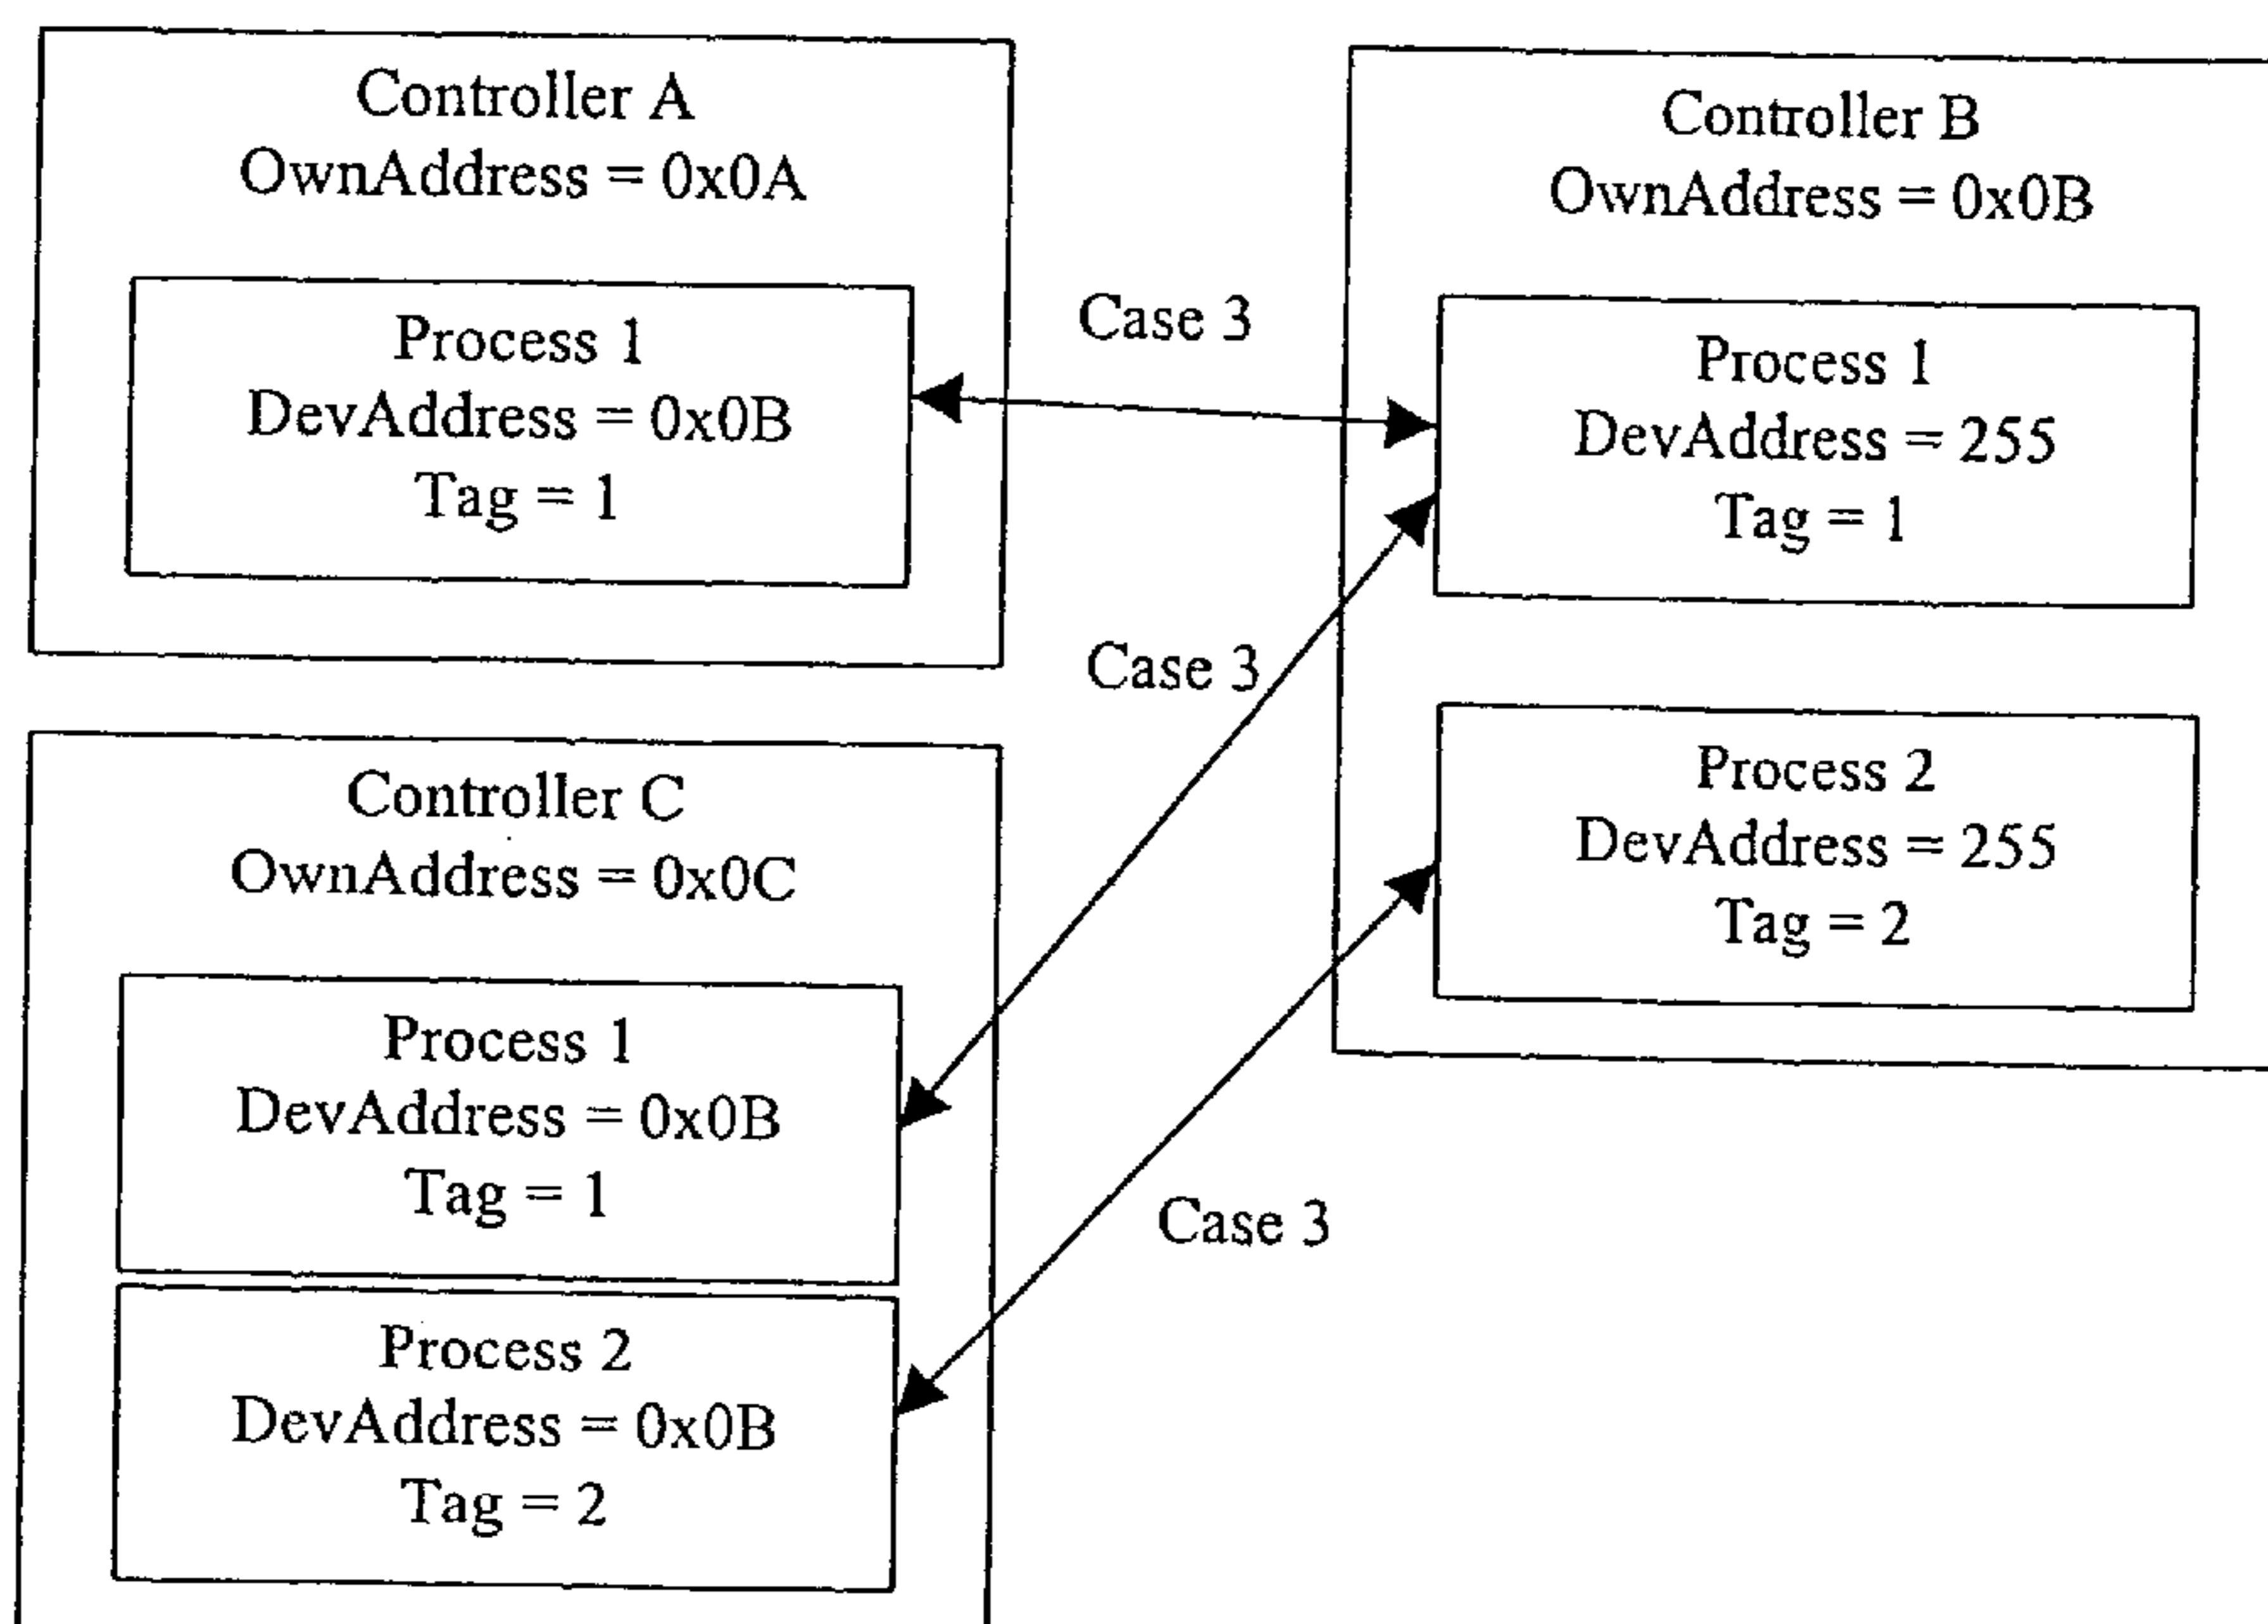 Controller A
OwnAddress = 0x0A
Process 1
DevAddress = 0x0B
Tag = 1
Case 3
Controller B
OwnAddress = 0x0B
Process 1
DevAddress = 255
Tag = 1
Case 3
Process 2
DevAddress = 255
Tag = 2
Controller C
OwnAddress = 0x0C
Process 1
DevAddress = 0x0B
Tag = 1
Case 3
Process 2
DevAddress = 0x0B
Tag = 2